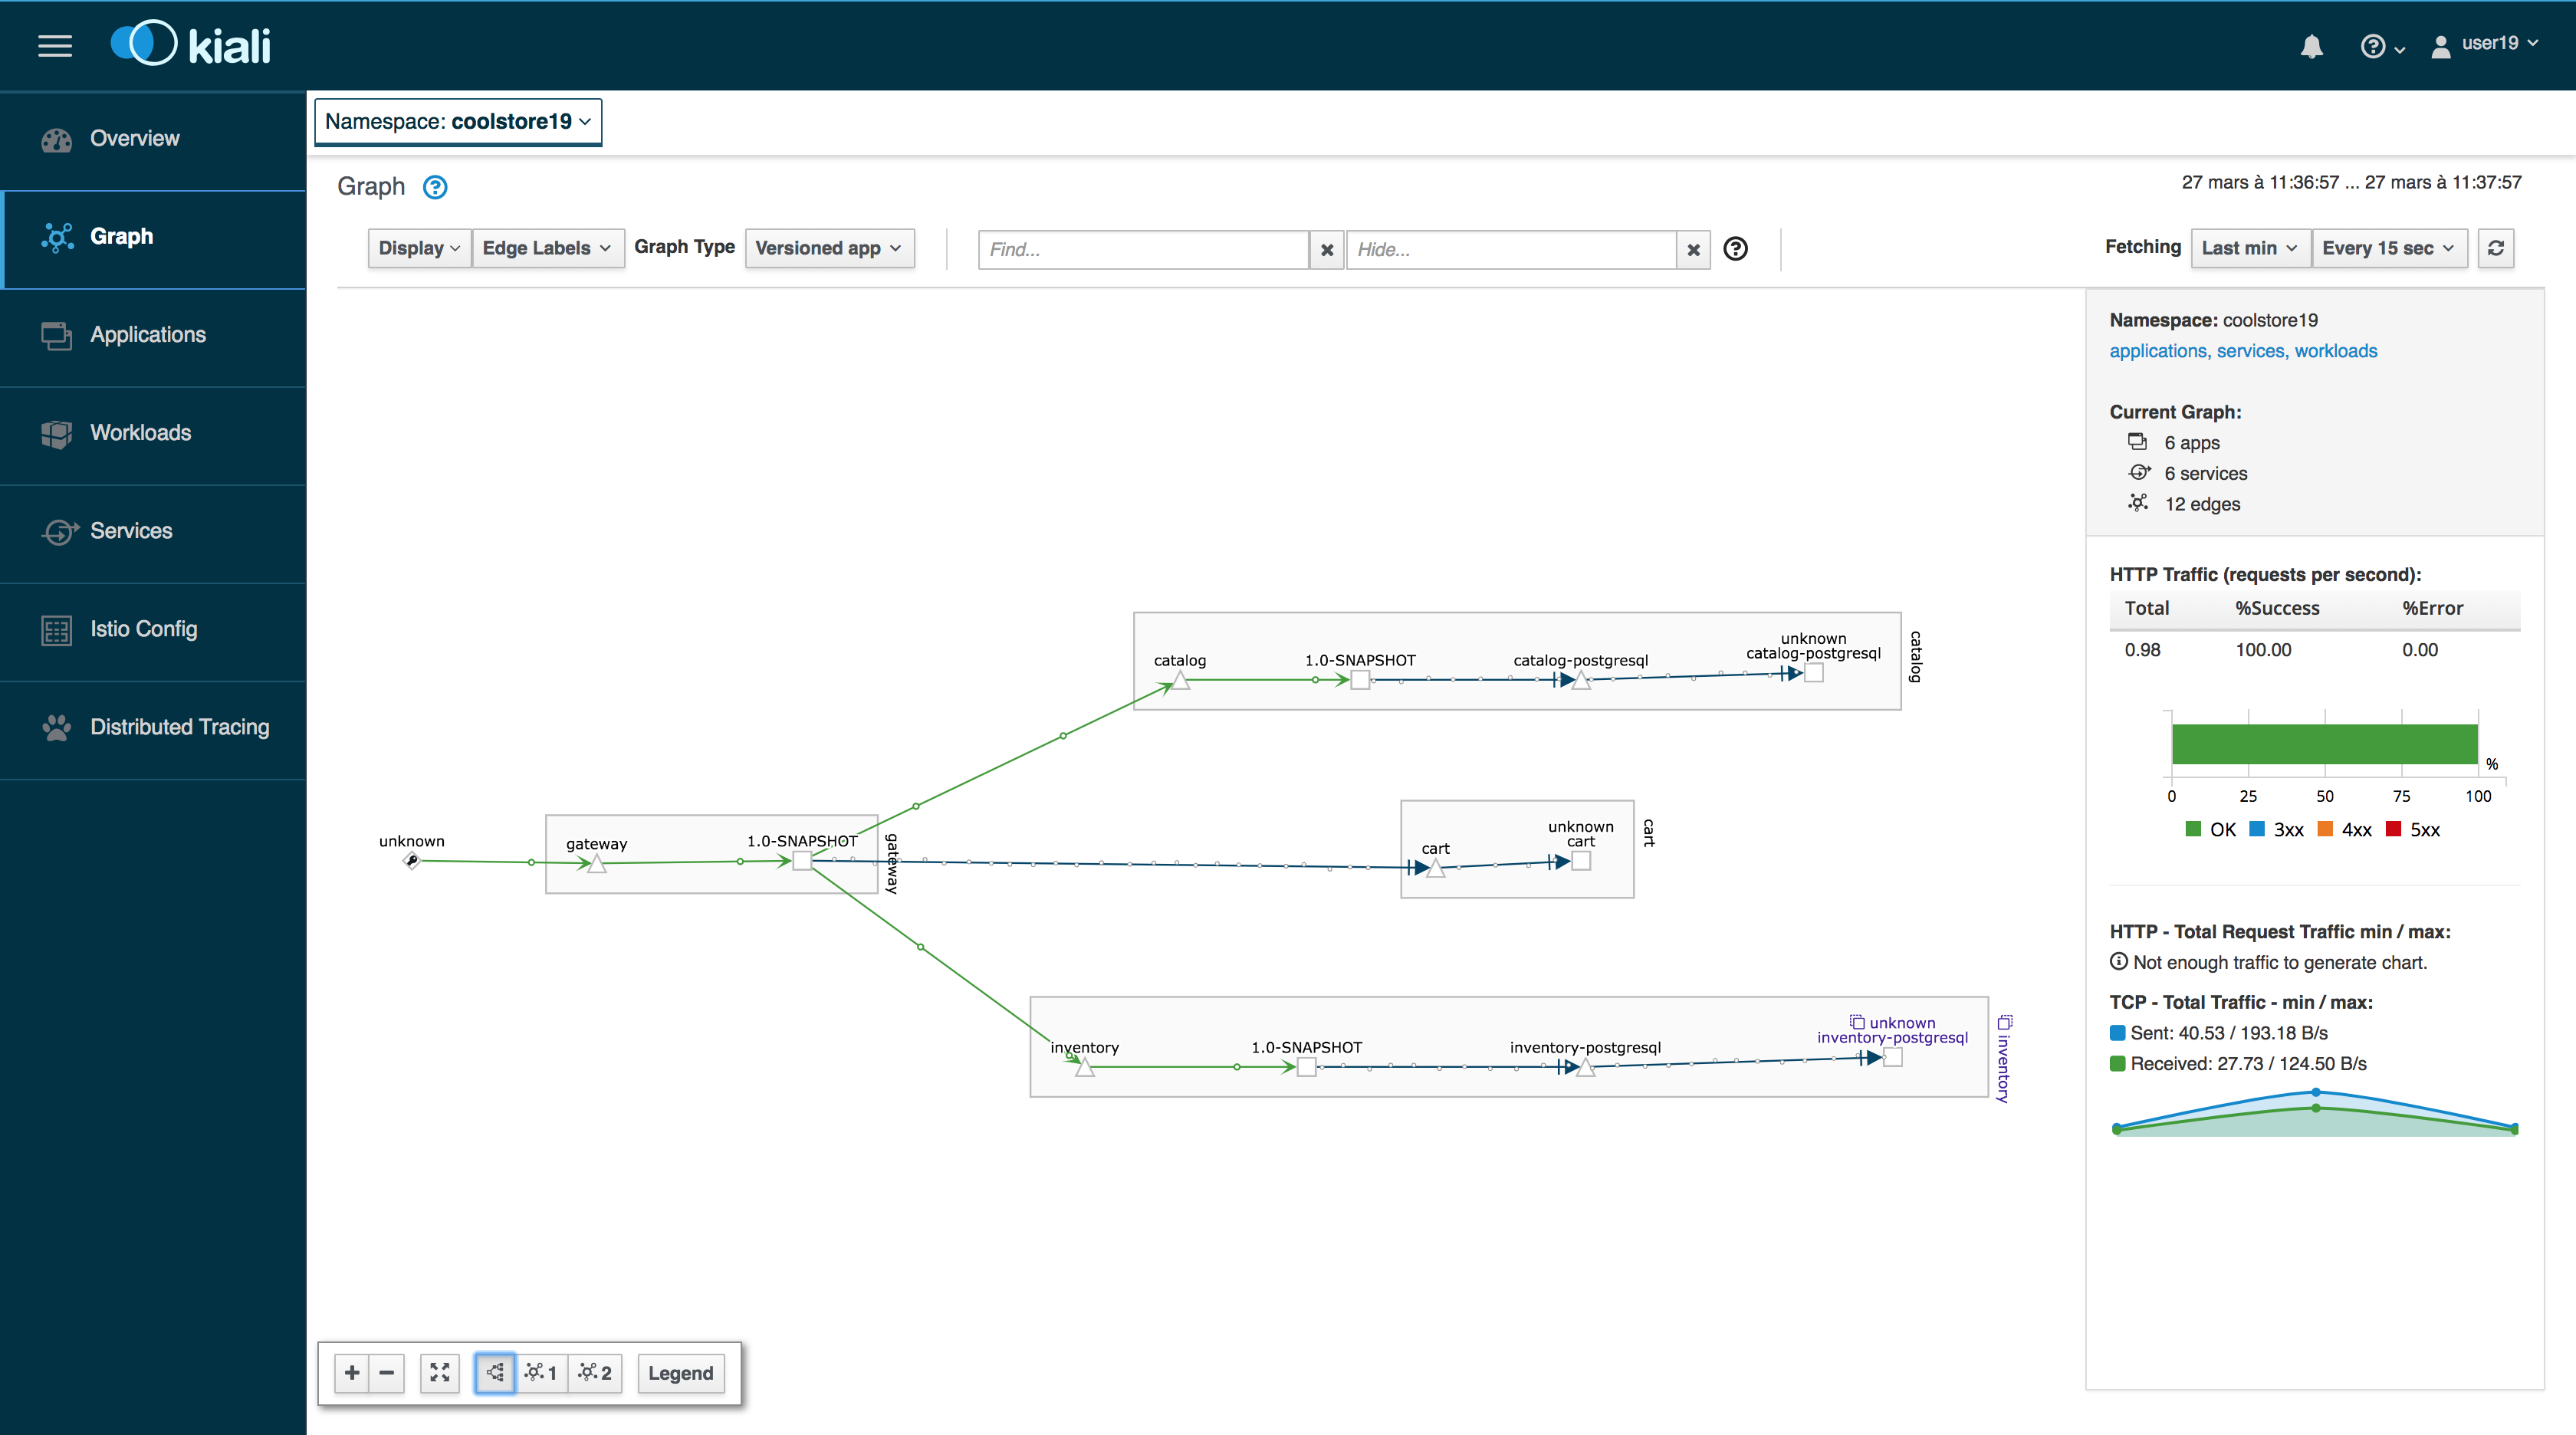 kiali
user19
Overview
Graph
Applications
Workloads
Services
Istio Config
Distributed Tracing
Namespace: coolstore19
Graph
27 mars à 11:36:57 ... 27 mars à 11:37:57
Display
Edge Labels
Graph Type
Versioned app
Find...
Hide...
Fetching
Last min
Every 15 sec
unknown
gateway
1.0-SNAPSHOT
gateway
catalog
1.0-SNAPSHOT
catalog-postgresql
unknown
catalog-postgresql
catalog
cart
unknown
cart
cart
inventory
1.0-SNAPSHOT
inventory-postgresql
unknown
inventory-postgresql
inventory
1
2
Legend
Namespace: coolstore19
applications, services, workloads
Current Graph:
6 apps
6 services
12 edges
HTTP Traffic (requests per second):
Total %Success %Error
0.98 100.00 0.00
%
0 25 50 75 100
OK 3xx 4xx 5xx
HTTP - Total Request Traffic min / max:
Not enough traffic to generate chart.
TCP - Total Traffic - min / max:
Sent: 40.53 / 193.18 B/s
Received: 27.73 / 124.50 B/s